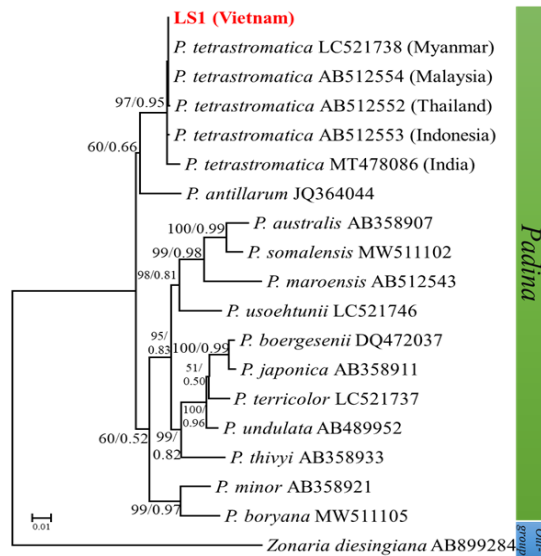 LS1 (Vietnam)
P. tetrastromatica LC521738 (Myanmar)
P. tetrastromatica AB512554 (Malaysia)
97/0.95
P. tetrastromatica AB512552 (Thailand)
P. tetrastromatica AB512553 (Indonesia)
60/0.66
P. tetrastromatica MT478086 (India)
P. antillarum JQ364044
100/0.99
P. australis AB358907
99/0.98
P. somalensis MW511102
98/0.81
P. maroensis AB512543
P. usoehtunii LC521746
95/
0.83
100/0.99
P. boergesenii DQ472037
51/
0.50
P. japonica AB358911
P. terricolor LC521737
100/
0.96
P. undulata AB489952
60/0.52
99/
0.82
P. thivyi AB358933
P. minor AB358921
99/0.97
P. boryana MW511105
0.01
Zonaria diesingiana AB899284
Padina
Out-
group